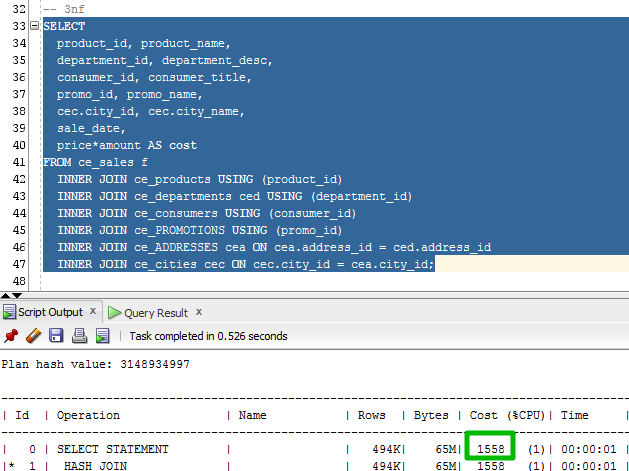 32 -- 3nf
33 SELECT
34 product_id, product_name,
35 department_id, department_desc,
36 consumer_id, consumer_title,
37 promo_id, promo_name,
38 cec.city_id, cec.city_name,
39 sale_date,
40 price*amount AS cost
41 FROM ce_sales f
42 INNER JOIN ce_products USING (product_id)
43 INNER JOIN ce_departments ced USING (department_id)
44 INNER JOIN ce_consumers USING (consumer_id)
45 INNER JOIN ce_PROMOTIONS USING (promo_id)
46 INNER JOIN ce_ADDRESSES cea ON cea.address_id = ced.address_id
47 INNER JOIN ce_cities cec ON cec.city_id = cea.city_id;
48
Script Output x Query Result x
Task completed in 0.526 seconds
Plan hash value: 3148934997
--------------------------------------------------------------------------------
| Id | Operation | Name | Rows | Bytes | Cost (%CPU)| Time |
--------------------------------------------------------------------------------
| 0 | SELECT STATEMENT | | 494K| 65M| 1558 (1)| 00:00:01 |
|* 1 | HASH JOIN | | 494K| 65M| 1558 (1)| 00:00:01 |